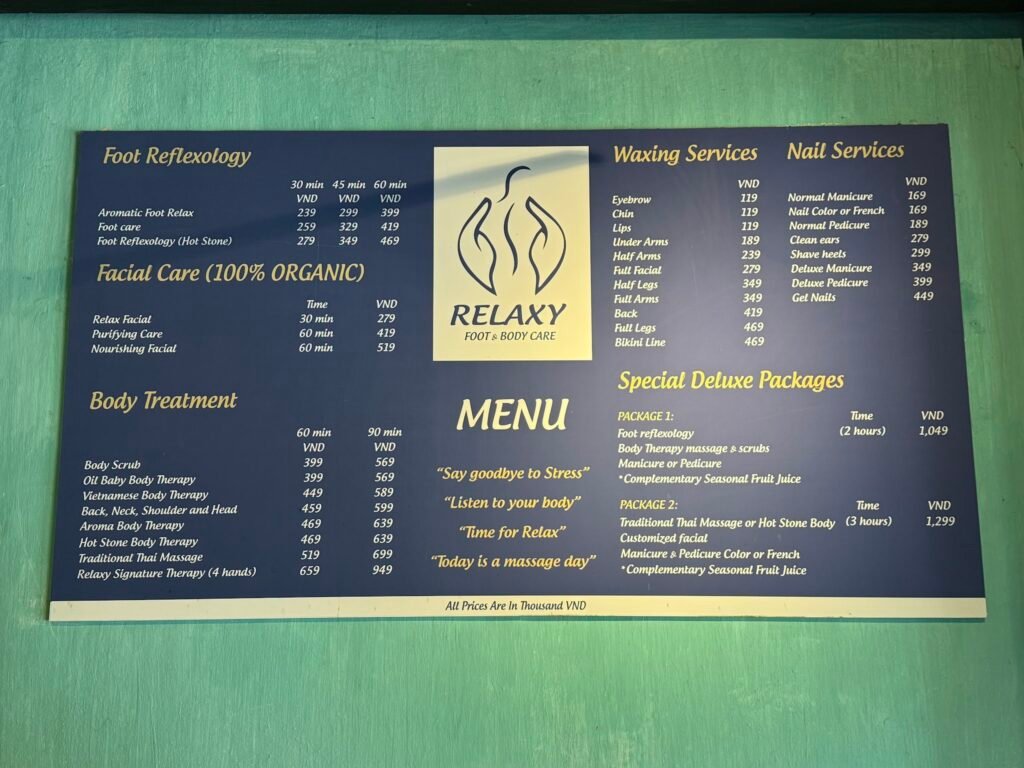 Foot Reflexology
30 min 45 min 60 min
VND VND VND
Aromatic Foot Relax 239 299 399
Foot care 259 329 419
Foot Reflexology (Hot Stone) 279 349 469
Facial Care (100% ORGANIC)
Time VND
Relax Facial 30 min 279
Purifying Care 60 min 419
Nourishing Facial 60 min 519
Body Treatment
60 min 90 min
VND VND
Body Scrub 399 569
Oil Baby Body Therapy 399 569
Vietnamese Body Therapy 449 589
Back, Neck, Shoulder and Head 459 599
Aroma Body Therapy 469 639
Hot Stone Body Therapy 469 639
Traditional Thai Massage 519 699
Relaxy Signature Therapy (4 hands) 659 949
RELAXY
FOOT & BODY CARE
MENU
“Say goodbye to Stress”
“Listen to your body”
“Time for Relax”
“Today is a massage day”
Waxing Services
VND
Eyebrow 119
Chin 119
Lips 119
Under Arms 189
Half Arms 239
Full Facial 279
Half Legs 349
Full Arms 349
Back 419
Full Legs 469
Bikini Line 469
Nail Services
VND
Normal Manicure 169
Nail Color or French 169
Normal Pedicure 189
Clean ears 279
Shave heels 299
Deluxe Manicure 349
Deluxe Pedicure 399
Get Nails 449
Special Deluxe Packages
PACKAGE 1: Time VND
Foot reflexology (2 hours) 1,049
Body Therapy massage & scrubs
Manicure or Pedicure
*Complementary Seasonal Fruit Juice
PACKAGE 2: Time VND
Traditional Thai Massage or Hot Stone Body (3 hours) 1,299
Customized facial
Manicure & Pedicure Color or French
*Complementary Seasonal Fruit Juice
All Prices Are In Thousand VND